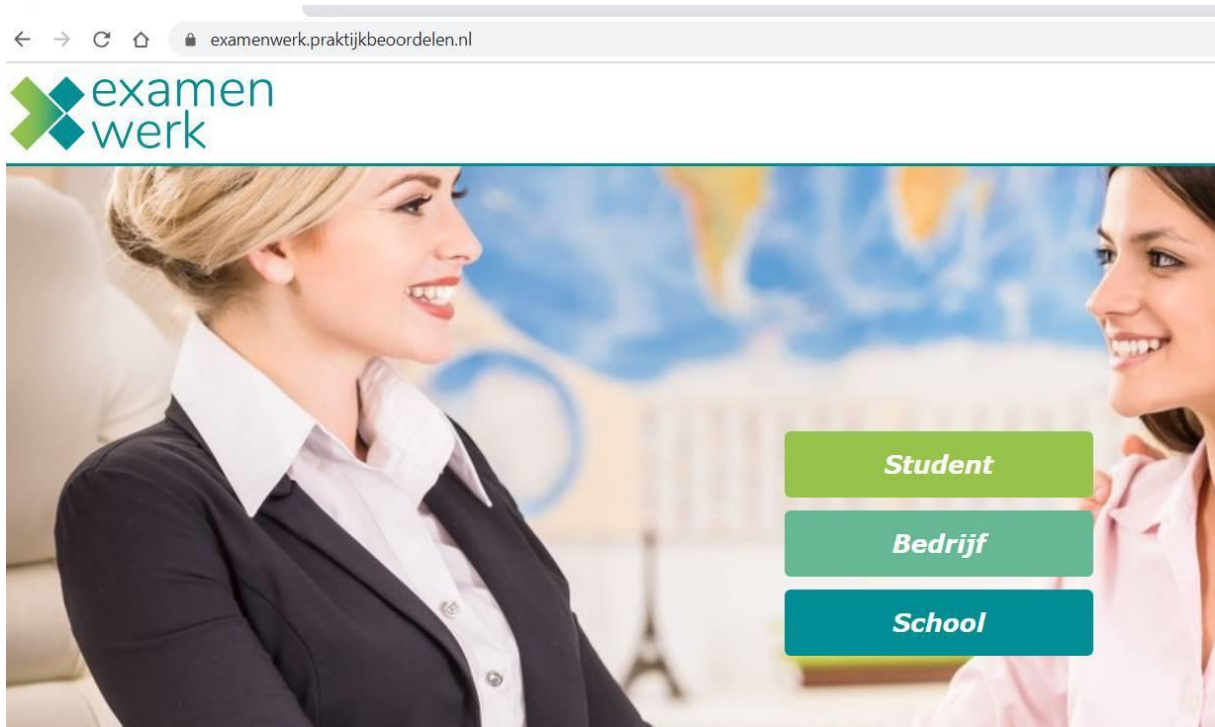 examenwerk.praktijkbeoordelen.nl
examen
werk
Student
Bedrijf
School